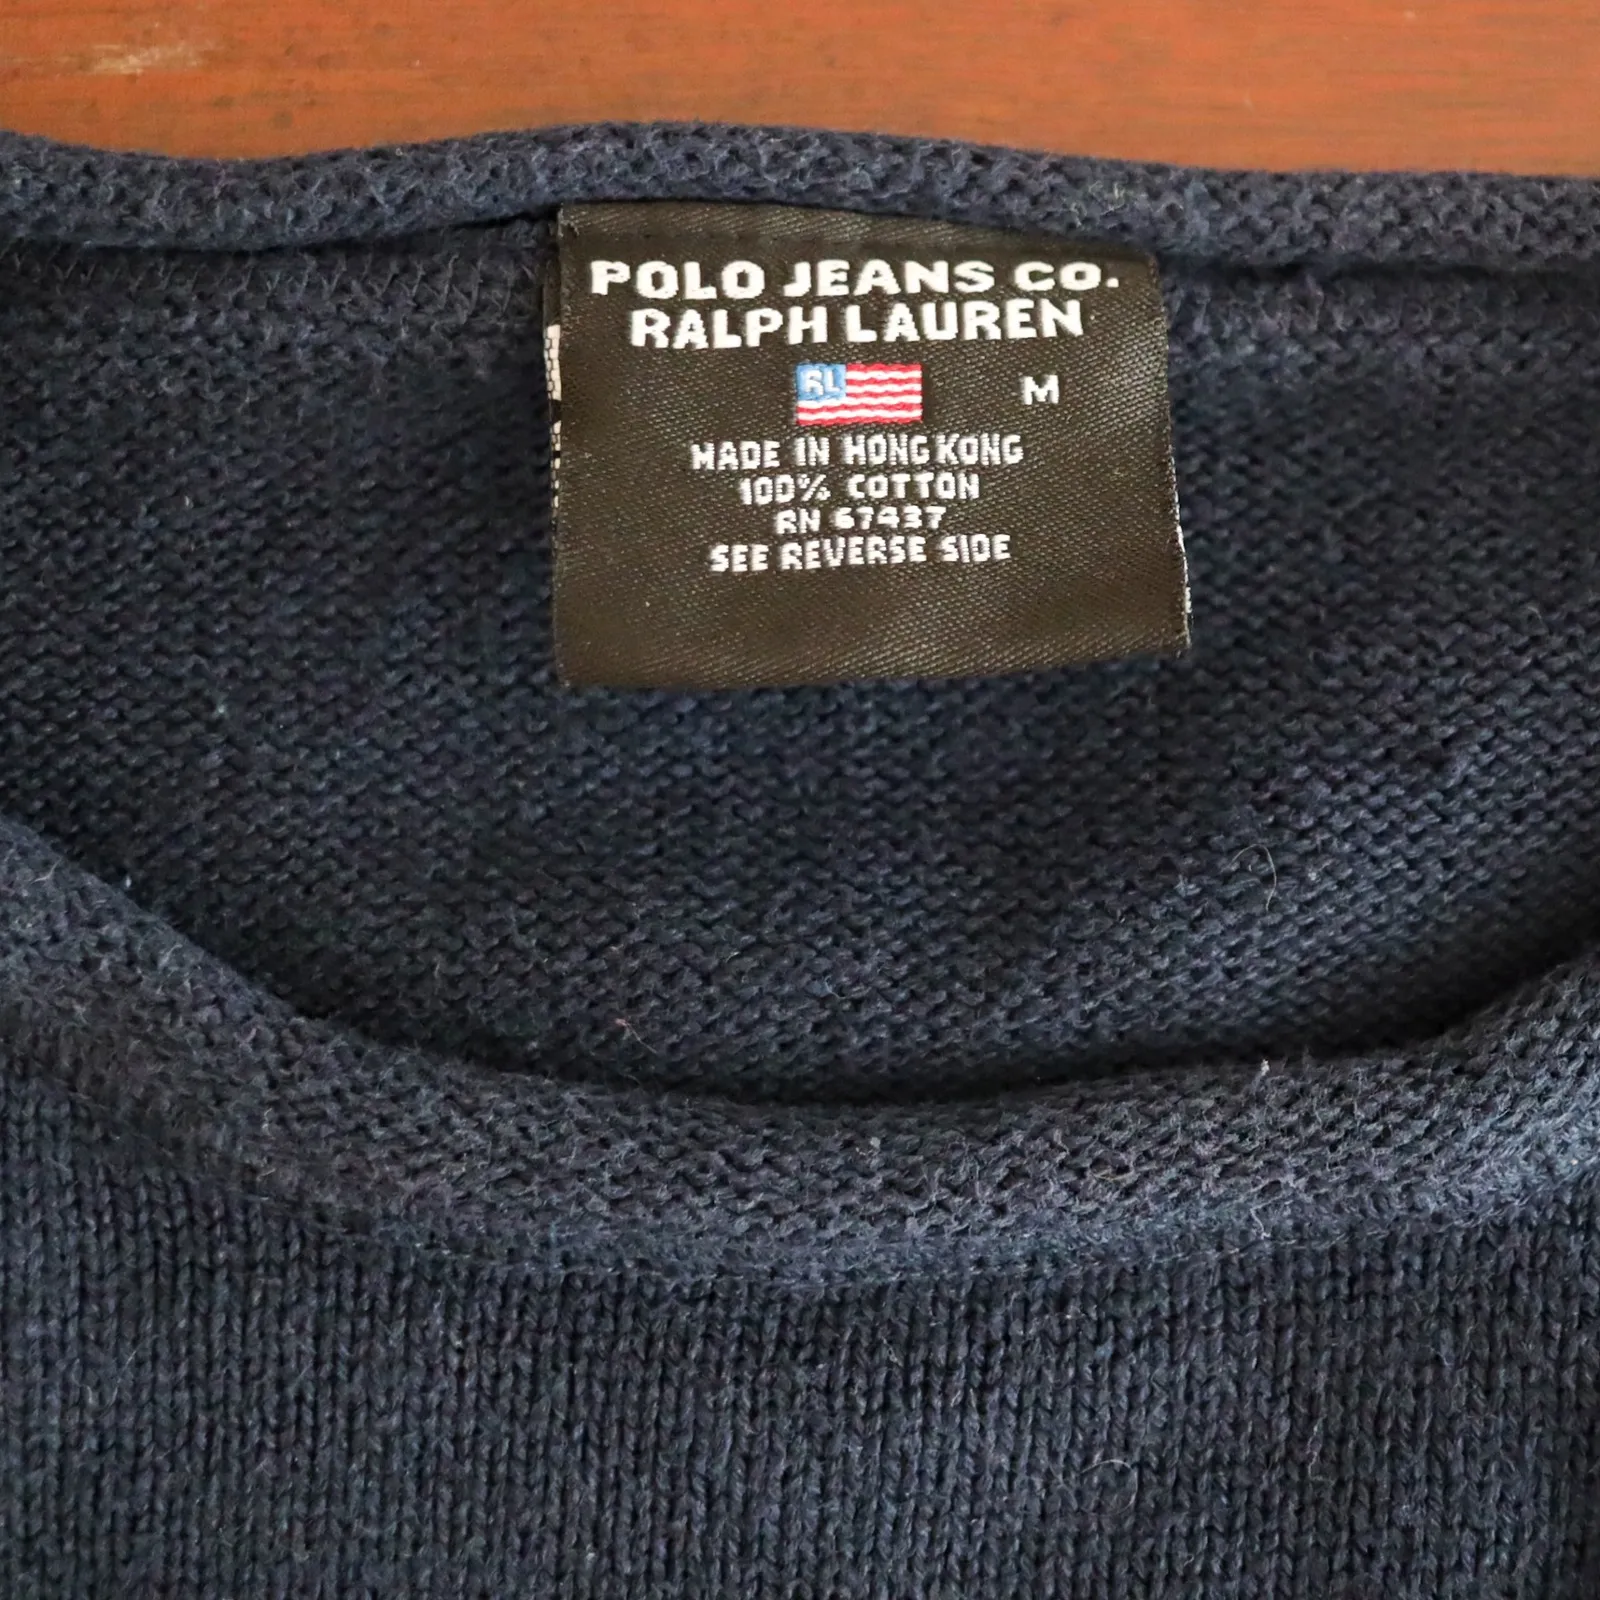 POLO JEANS CO.
RALPH LAUREN
RL
M
MADE IN HONG KONG
100% COTTON
RN 67437
SEE REVERSE SIDE